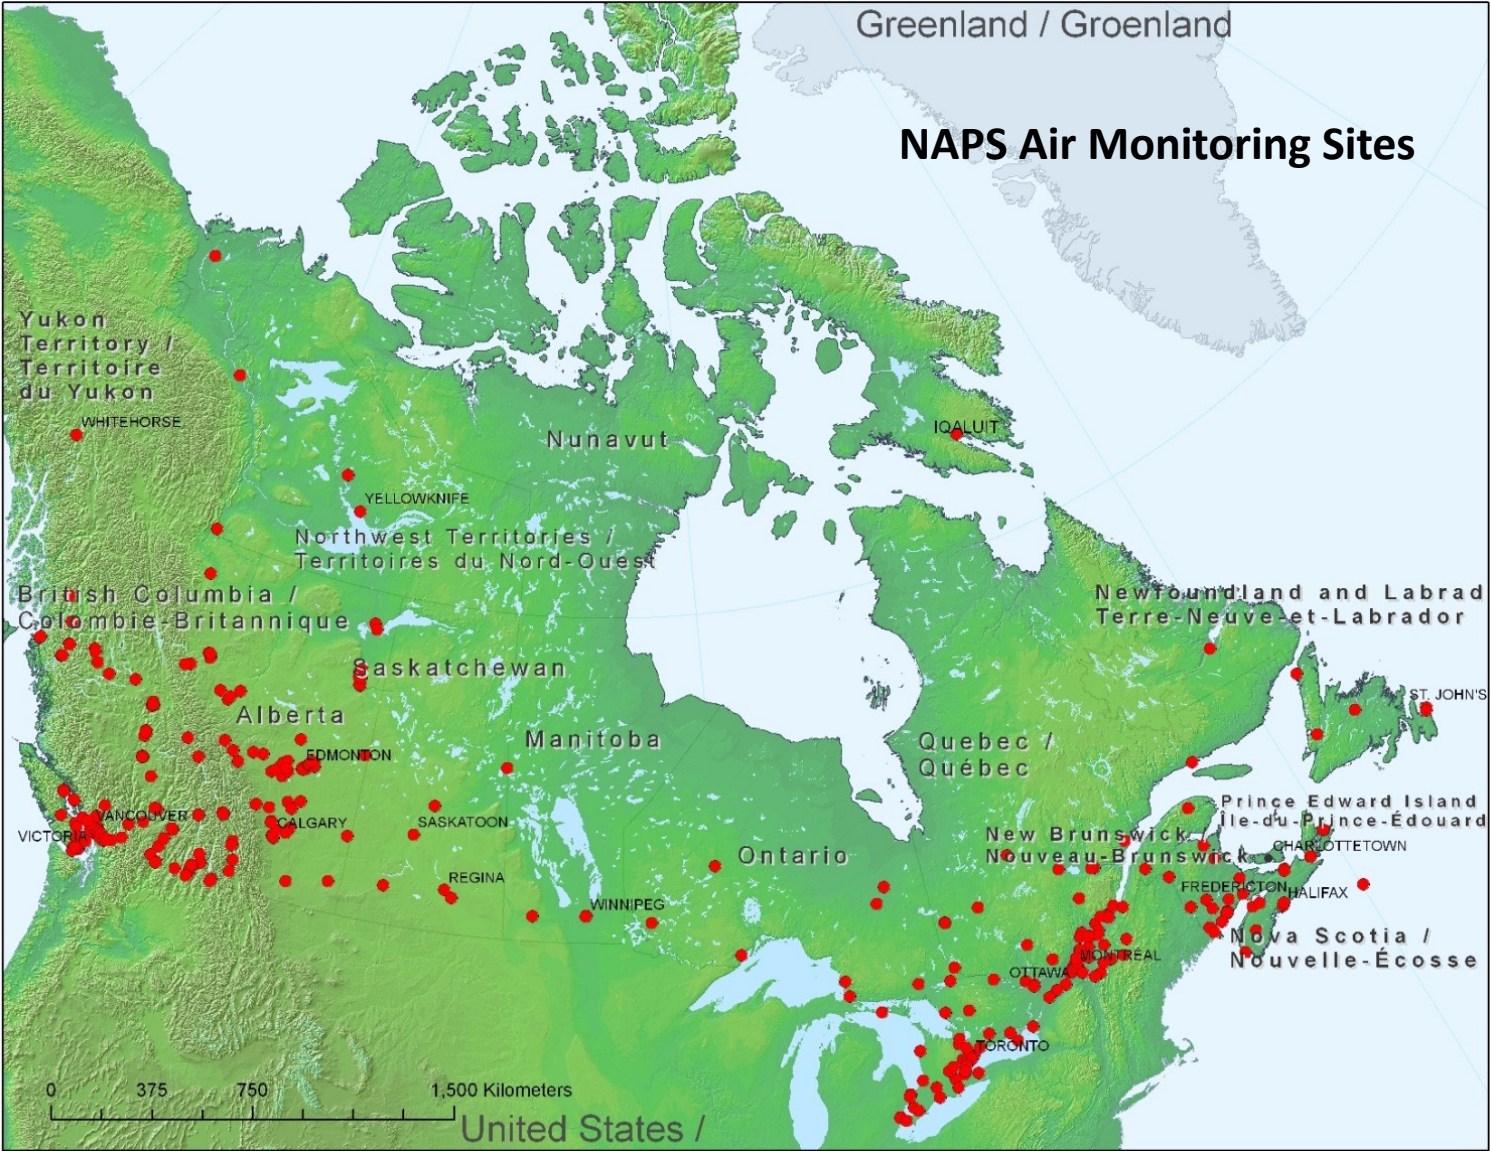 Greenland / Groenland
NAPS Air Monitoring Sites
Yukon
Territory /
Territoire
du Yukon
WHITEHORSE
IQALUIT
Nunavut
YELLOWKNIFE
Northwest Territories /
Territoires du Nord-Ouest
British Columbia /
Colombie-Britannique
Newfoundland and Labrad
Terre-Neuve-et-Labrador
Saskatchewan
ST. JOHN'S
Alberta
Manitoba
Quebec /
Québec
EDMONTON
Prince Edward Island
Île-du-Prince-Édouard
VANCOUVER
VICTORIA
CALGARY
SASKATOON
New Brunswick /
Nouveau-Brunswick
CHARLOTTETOWN
Ontario
REGINA
WINNIPEG
FREDERICTON
HALIFAX
Nova Scotia /
Nouvelle-Écosse
MONTRÉAL
OTTAWA
TORONTO
0 375 750 1,500 Kilometers
United States /